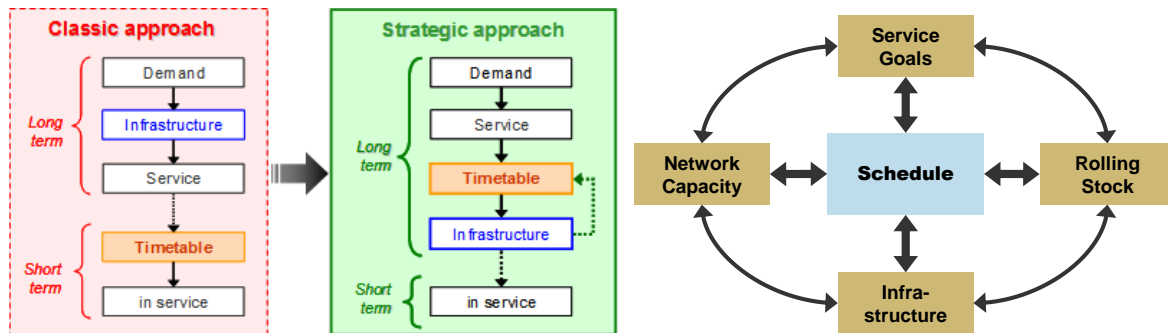 Classic approach
Demand
Long
term
Infrastructure
Service
Timetable
Short
term
in service
Strategic approach
Demand
Service
Long
term
Timetable
Infrastructure
Short
term
in service
Service
Goals
Network
Capacity
Schedule
Rolling
Stock
Infra-
structure